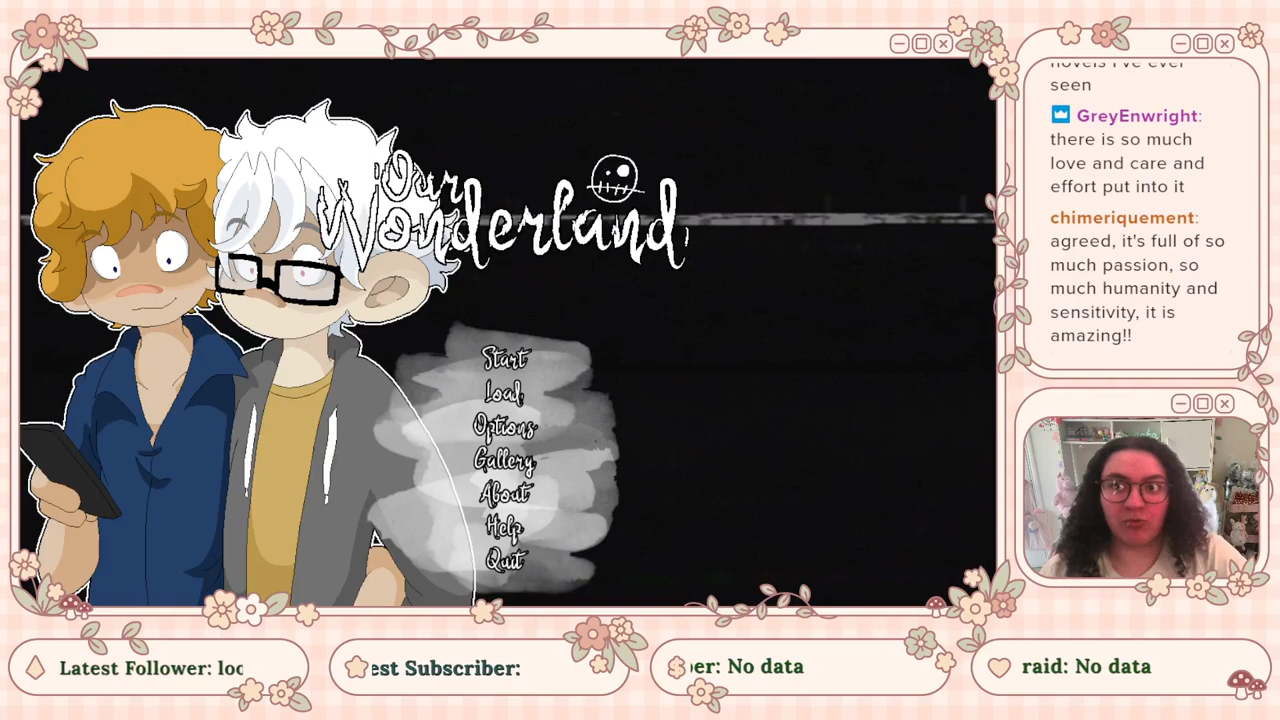 Our
Wonderland
Start
Load
Options
Gallery
About
Help
Quit
novels I've ever
seen
GreyEnwright:
there is so much
love and care and
effort put into it
chimeriquement:
agreed, it's full of so
much passion, so
much humanity and
sensitivity, it is
amazing!!
Latest Follower: loc
est Subscriber:
per: No data
raid: No data